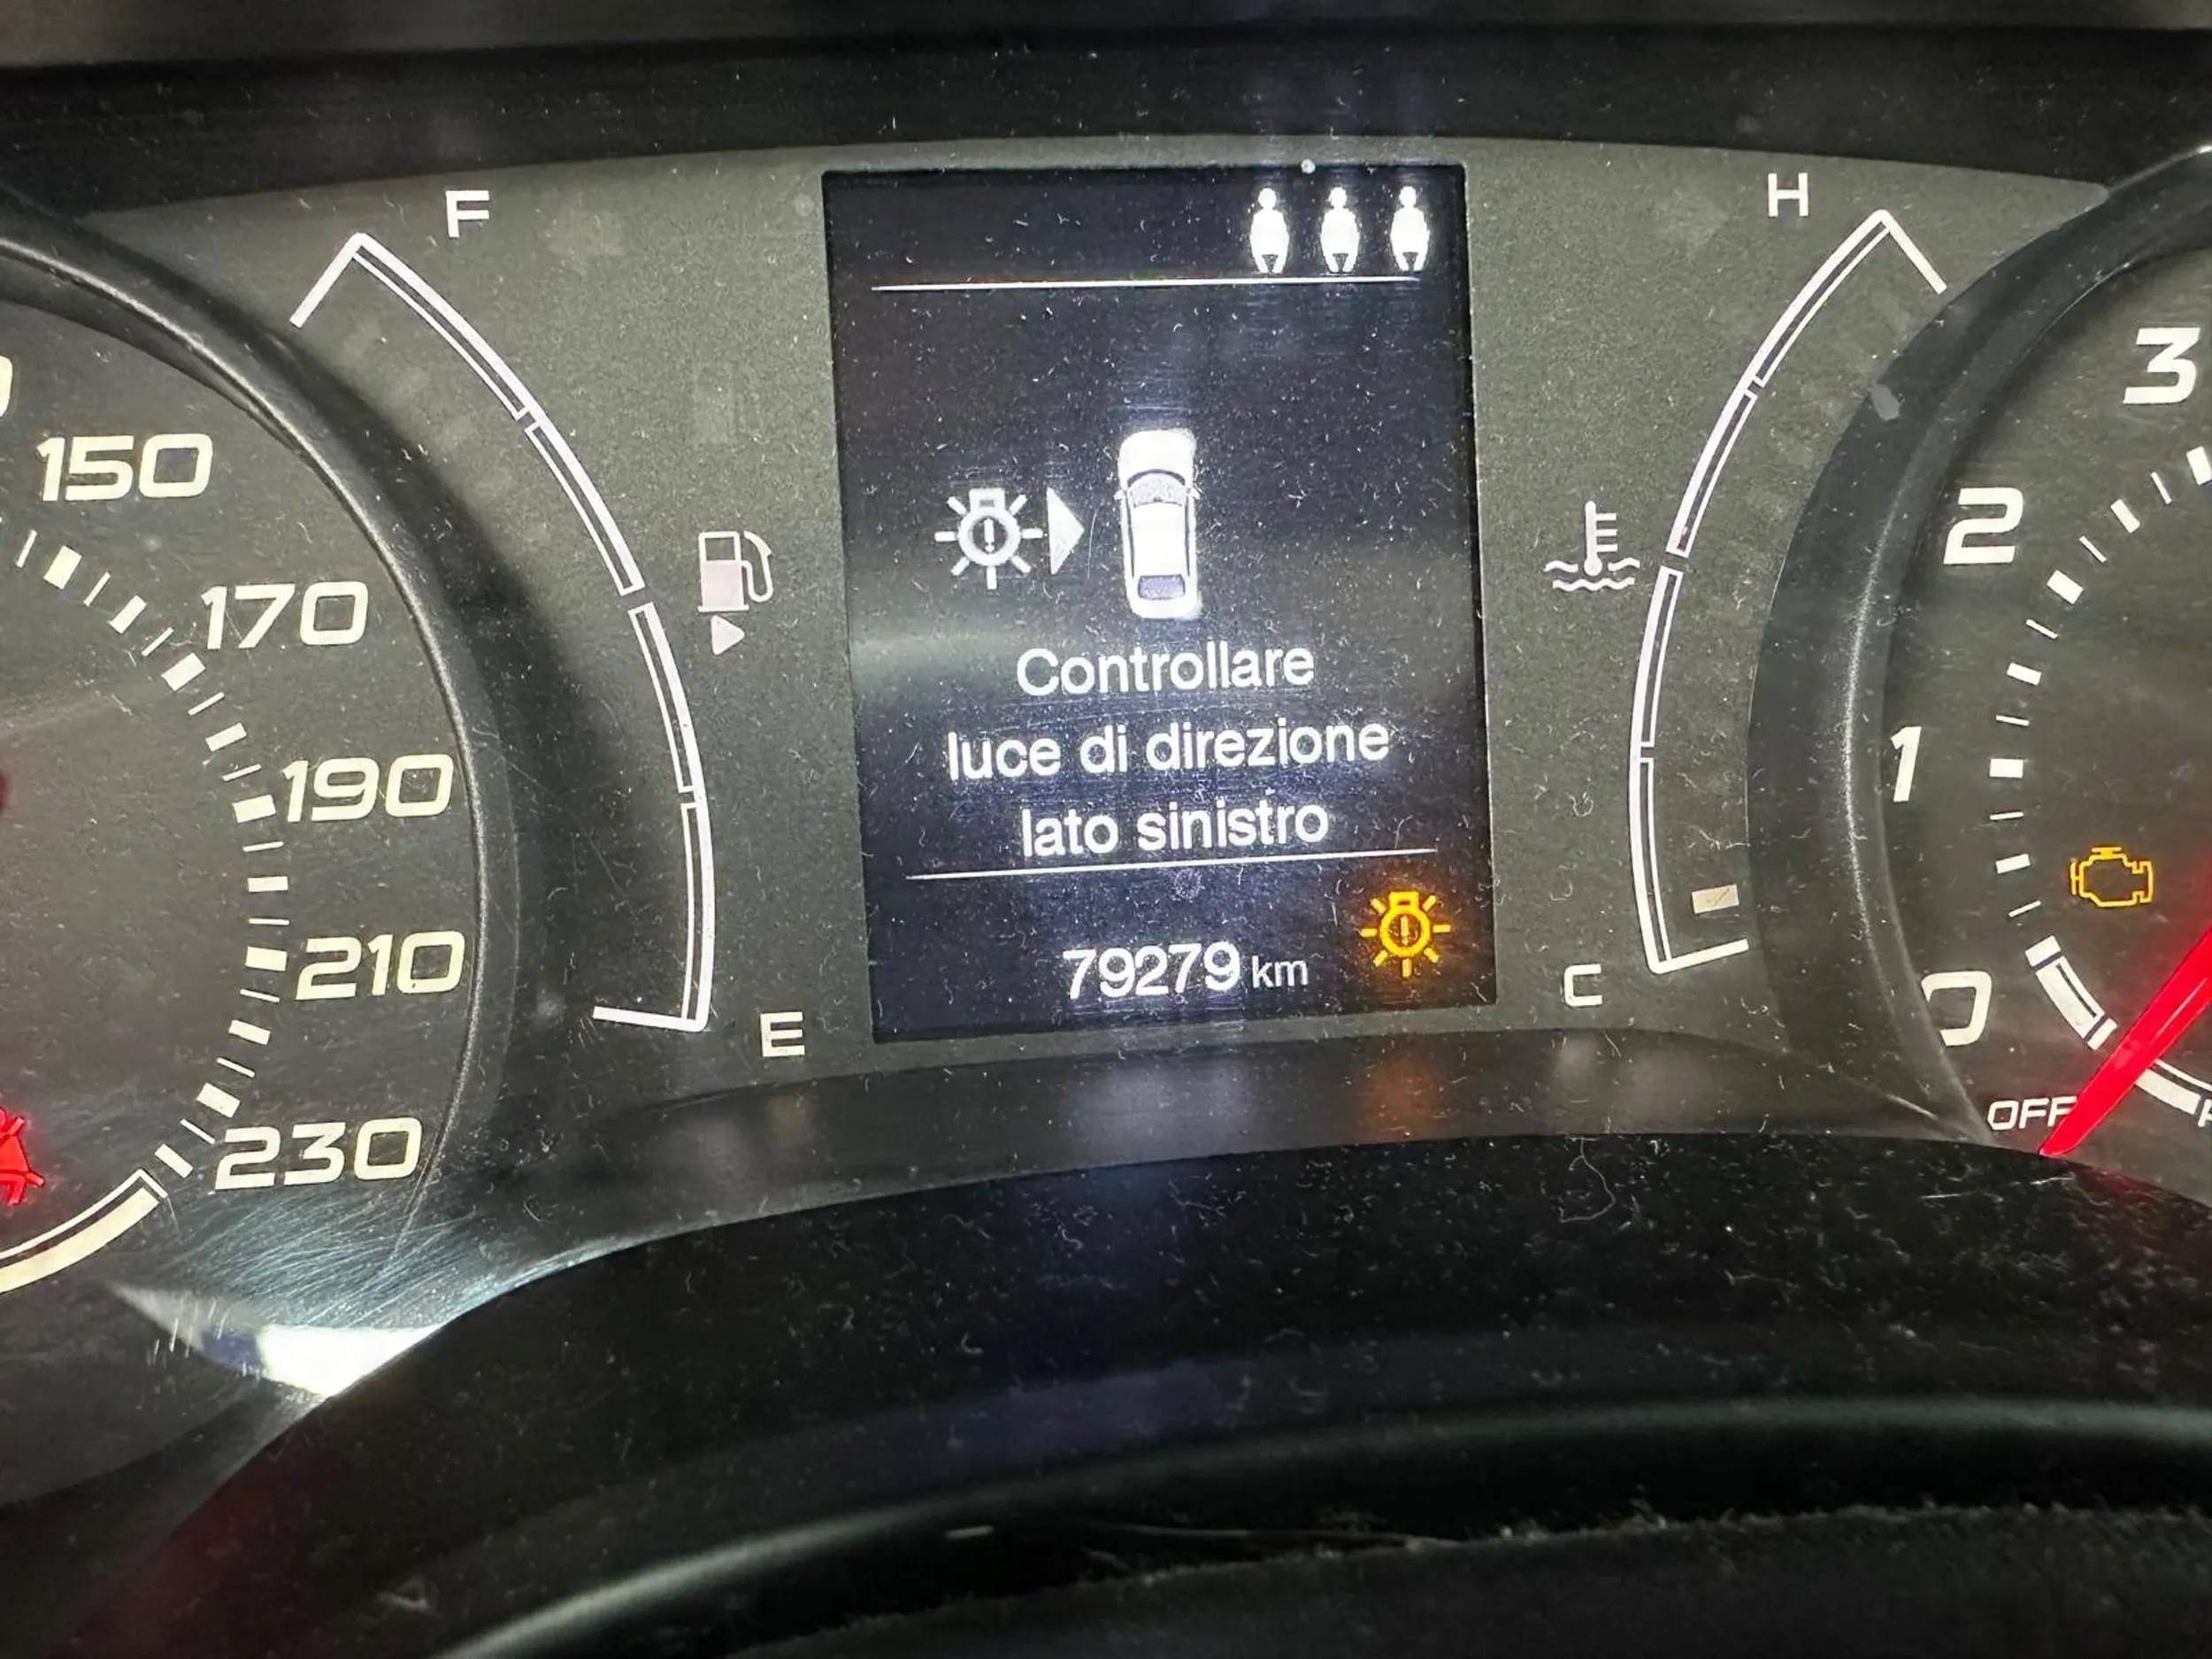 F
H
150
170
190
210
230
Controllare
luce di direzione
lato sinistro
79279 km
E
C
3
2
1
0
OFF